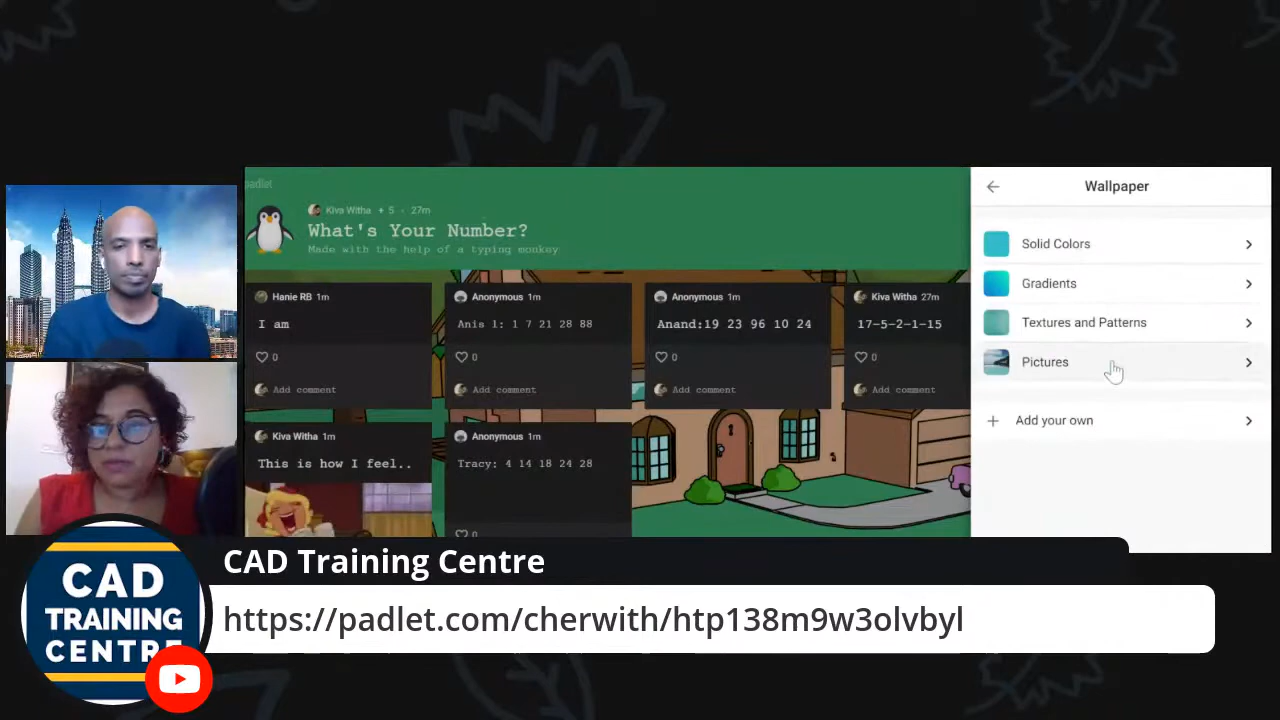 padlet
Kiva Witha + 5 · 27m
What's Your Number?
Made with the help of a typing monkey
Hanie RB 1m
I am
0
Add comment
Anonymous 1m
Anis 1: 1 7 21 28 88
0
Add comment
Anonymous 1m
Anand:19 23 96 10 24
0
Add comment
Kiva Witha 27m
17-5-2-1-15
0
Add comment
Kiva Witha 1m
This is how I feel..
Anonymous 1m
Tracy: 4 14 18 24 28
0
Wallpaper
Solid Colors
Gradients
Textures and Patterns
Pictures
Add your own
CAD
TRAINING
CENTRE
CAD Training Centre
https://padlet.com/cherwith/htp138m9w3olvbyl